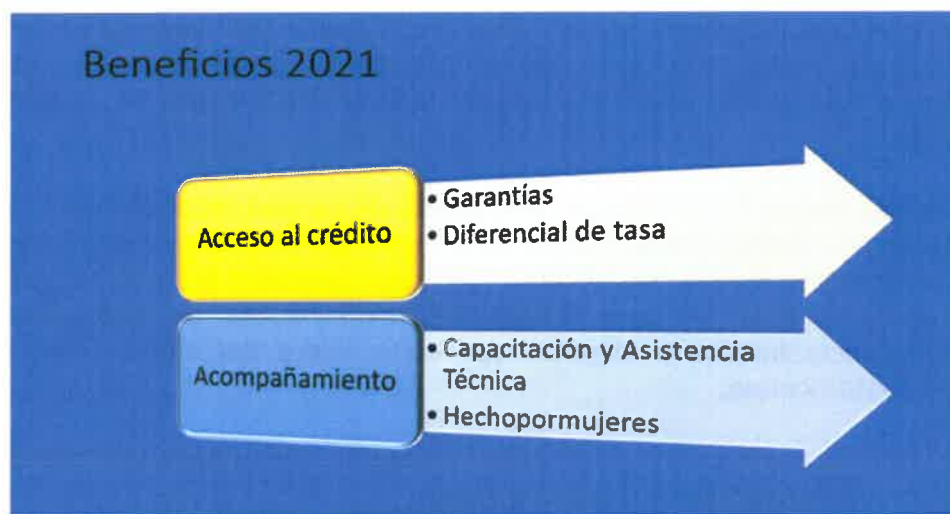 Beneficios 2021
Acceso al crédito
• Garantías
• Diferencial de tasa
Acompañamiento
• Capacitación y Asistencia
Técnica
• Hechopormujeres